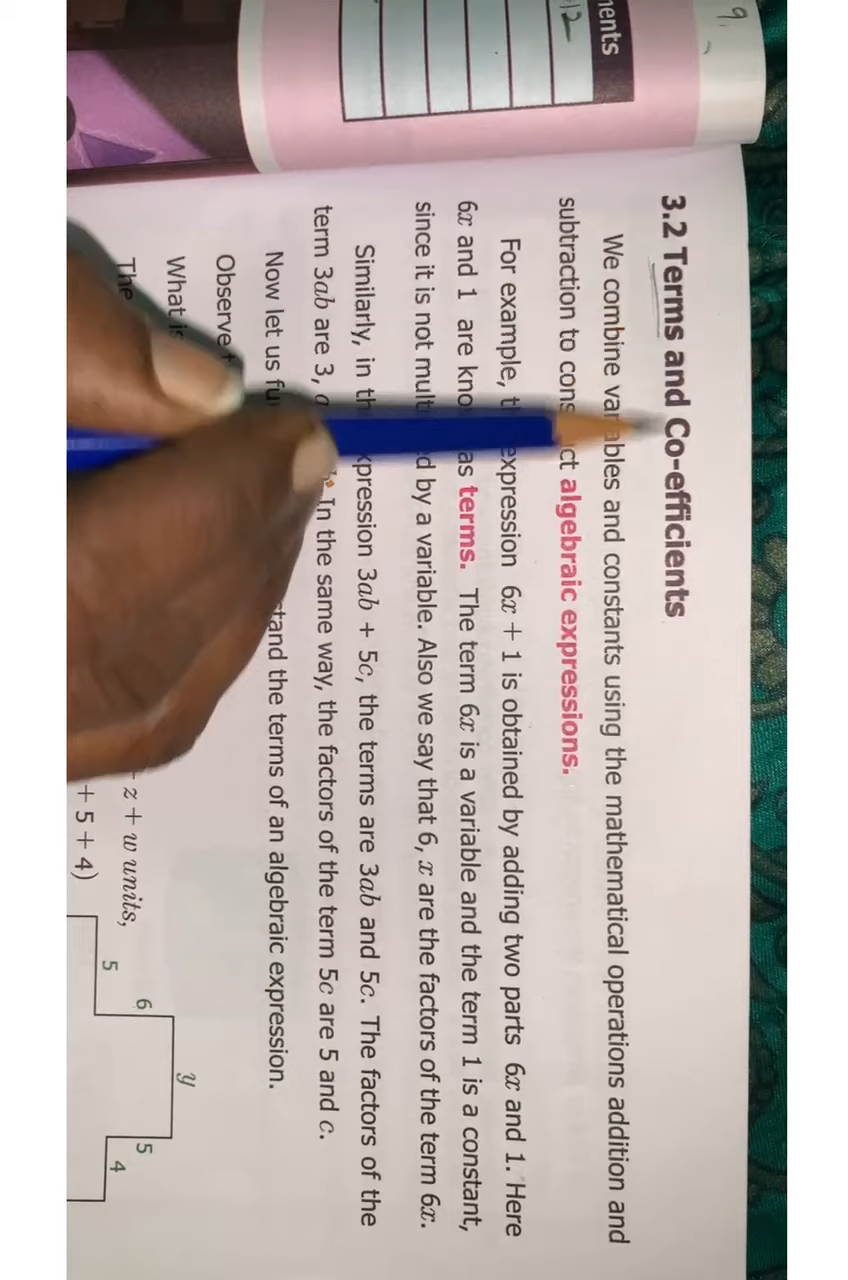 9.
ents
12
3.2 Terms and Co-efficients
We combine variables and constants using the mathematical operations addition and
subtraction to ct algebraic expressions.
For example, expression 6x + 1 is obtained by adding two parts 6x and 1. Here
6x and 1 are as terms. The term 6x is a variable and the term 1 is a constant,
since it is not d by a variable. Also we say that 6, x are the factors of the term 6x.
Similarly, in xpression 3ab + 5c, the terms are 3ab and 5c. The factors of the
term 3ab are 3, In the same way, the factors of the term 5c are 5 and c.
Now let us tand the terms of an algebraic expression.
Observe
What is
The z + w units,
+ 5 + 4)
y
6
5
5
4